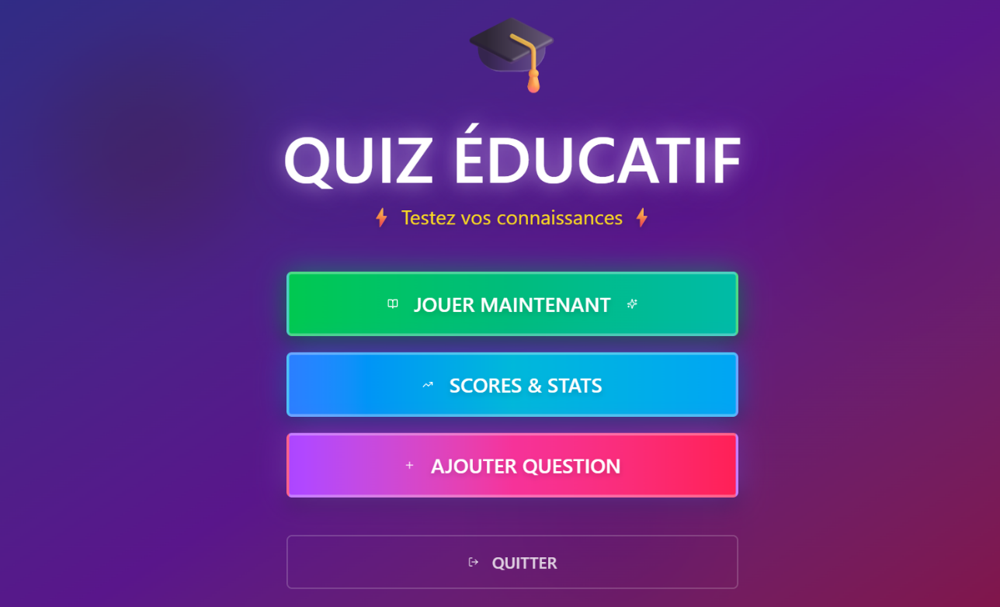 QUIZ ÉDUCATIF
Testez vos connaissances
JOUER MAINTENANT
SCORES & STATS
AJOUTER QUESTION
QUITTER